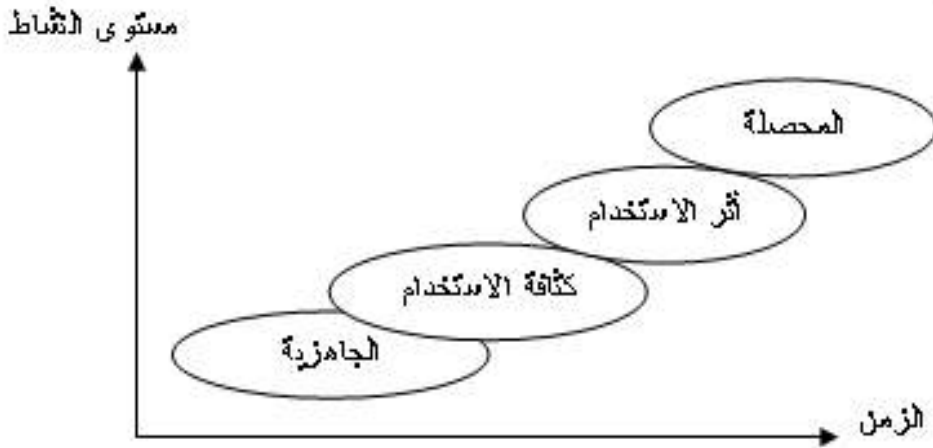 مستوى النشاط
المحصلة
أثر الاستخدام
كثافة الاستخدام
الجاهزية
الزمن